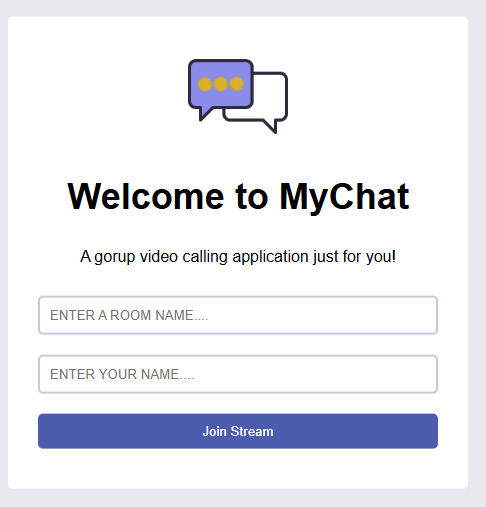 Welcome to MyChat
A gorup video calling application just for you!
ENTER A ROOM NAME....
ENTER YOUR NAME....
Join Stream